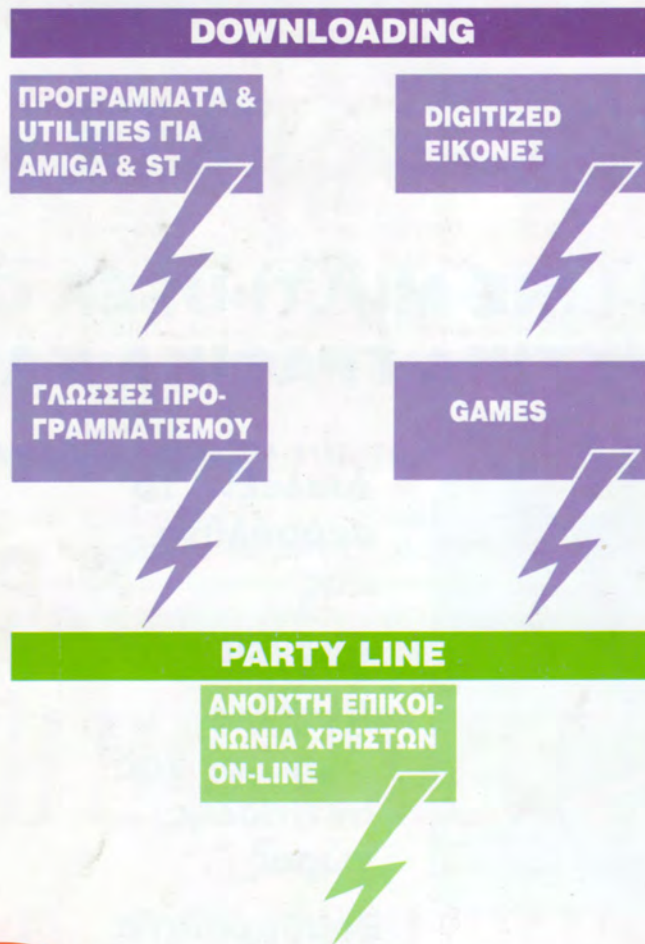 DOWNLOADING
ΠΡΟΓΡΑΜΜΑΤΑ &
UTILITIES ΓΙΑ
AMIGA & ST
DIGITIZED
ΕΙΚΟΝΕΣ
ΓΛΩΣΣΕΣ ΠΡΟ-
ΓΡΑΜΜΑΤΙΣΜΟΥ
GAMES
PARTY LINE
ΑΝΟΙΧΤΗ ΕΠΙΚΟΙ-
ΝΩΝΙΑ ΧΡΗΣΤΩΝ
ON-LINE